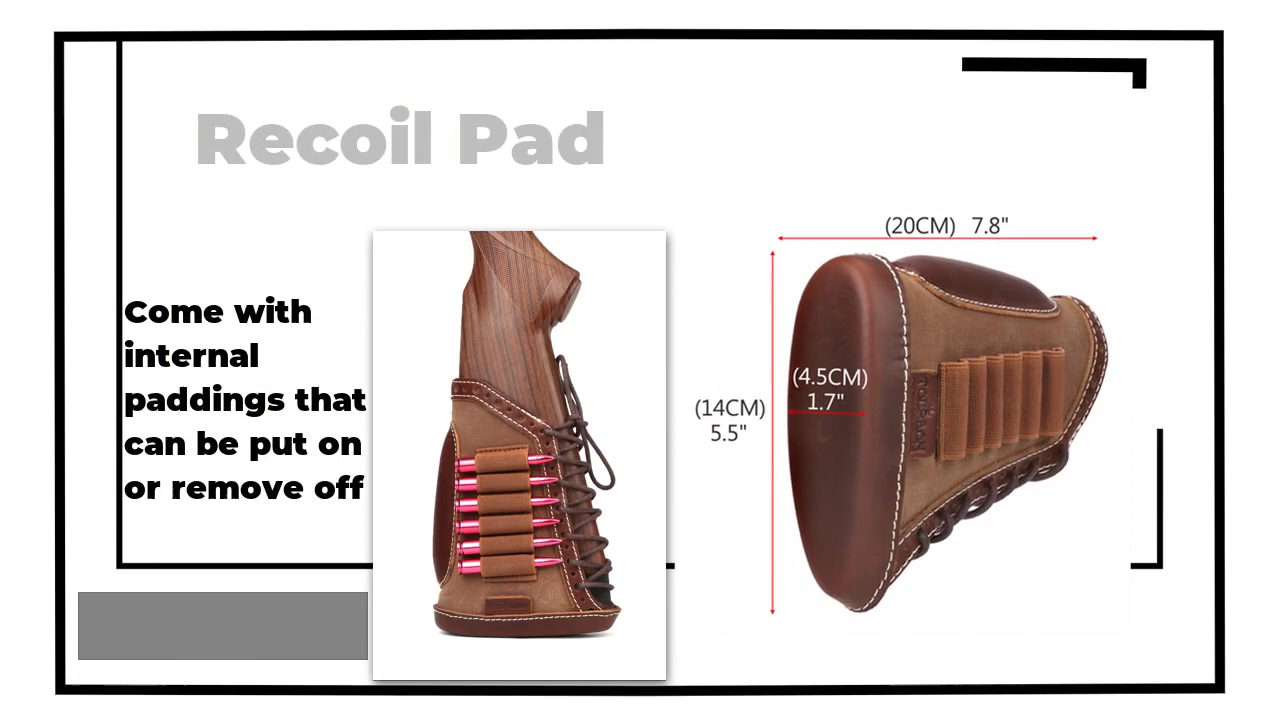 Recoil Pad
Come with
internal
paddings that
can be put on
or remove off
(20CM) 7.8"
(4.5CM)
1.7"
(14CM)
5.5"